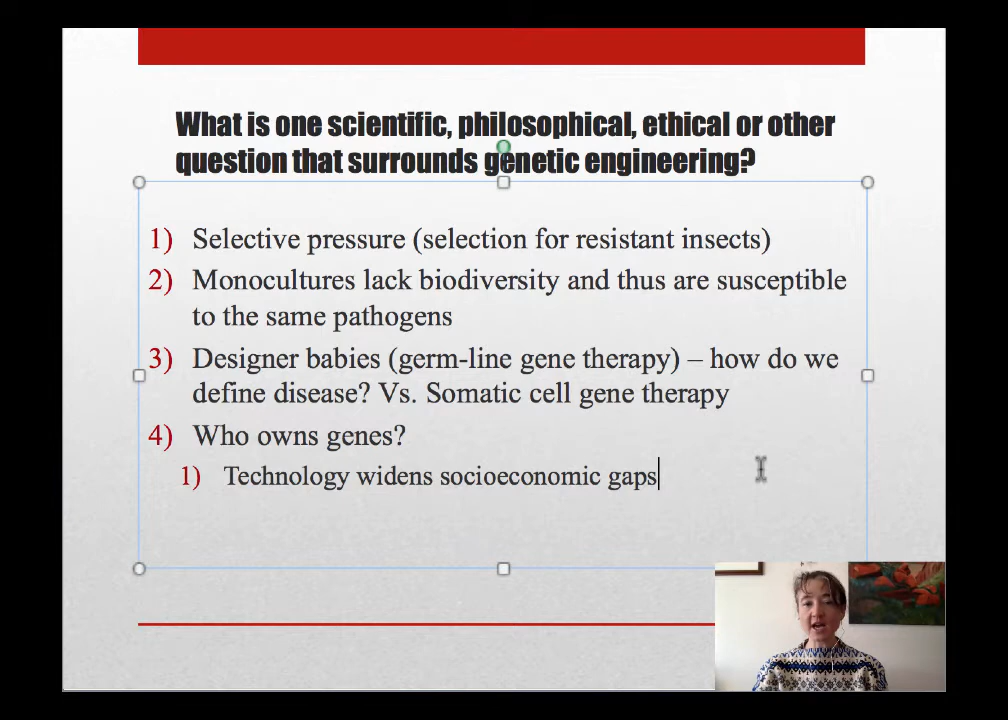 What is one scientific, philosophical, ethical or other
question that surrounds genetic engineering?
1) Selective pressure (selection for resistant insects)
2) Monocultures lack biodiversity and thus are susceptible
to the same pathogens
3) Designer babies (germ-line gene therapy) – how do we
define disease? Vs. Somatic cell gene therapy
4) Who owns genes?
1) Technology widens socioeconomic gaps